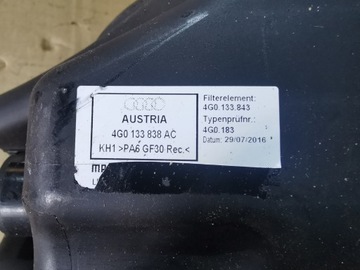 AUSTRIA
4G0 133 838 AC
KH1 >PA6 GF30 Rec.<
Filterelement:
4G0.133.843
Typenprüfnr.:
4G0.183
Datum: 29/07/2016